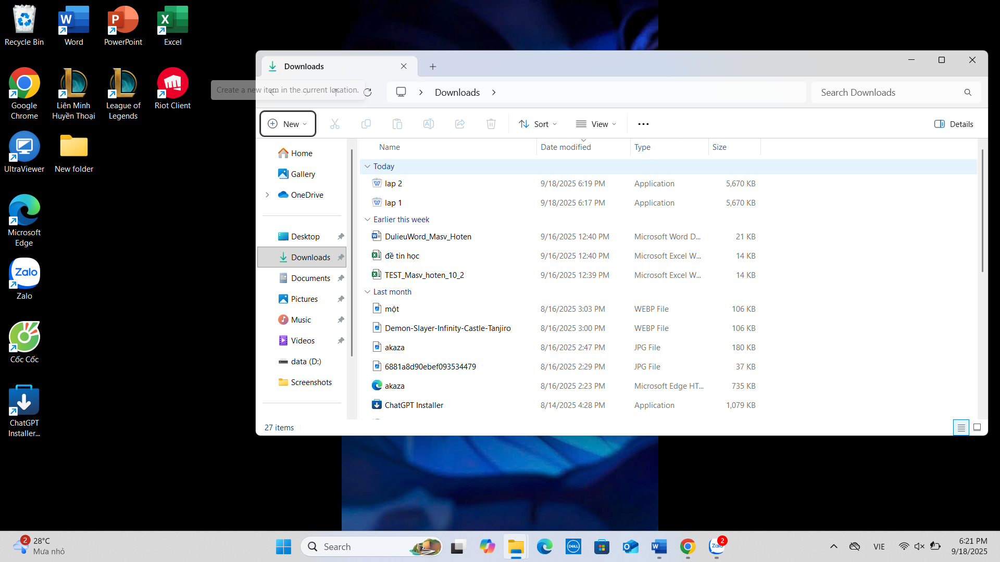 Recycle Bin
Word
PowerPoint
Excel
Google Chrome
Liên Minh Huyền Thoại
League of Legends
Riot Client
UltraViewer
New folder
Microsoft Edge
Zalo
Cốc Cốc
ChatGPT Installer...
Downloads
Create a new item in the current location.
Downloads
Search Downloads
New
Sort
View
Details
Home
Gallery
OneDrive
Desktop
Downloads
Documents
Pictures
Music
Videos
data (D:)
Screenshots
Name Date modified Type Size
Today
lap 2 9/18/2025 6:19 PM Application 5,670 KB
lap 1 9/18/2025 6:17 PM Application 5,670 KB
Earlier this week
DulieuWord_Masv_Hoten 9/16/2025 12:40 PM Microsoft Word D... 21 KB
đề tin học 9/16/2025 12:40 PM Microsoft Excel W... 14 KB
TEST_Masv_hoten_10_2 9/16/2025 12:39 PM Microsoft Excel W... 14 KB
Last month
một 8/16/2025 3:03 PM WEBP File 106 KB
Demon-Slayer-Infinity-Castle-Tanjiro 8/16/2025 3:00 PM WEBP File 106 KB
akaza 8/16/2025 2:47 PM JPG File 180 KB
6881a8d90ebef093534479 8/16/2025 2:29 PM JPG File 37 KB
akaza 8/16/2025 2:23 PM Microsoft Edge HT... 735 KB
ChatGPT Installer 8/14/2025 4:28 PM Application 1,079 KB
27 items
2
28°C
Mưa nhỏ
Search
DELL
Zalo
2
VIE
6:21 PM
9/18/2025